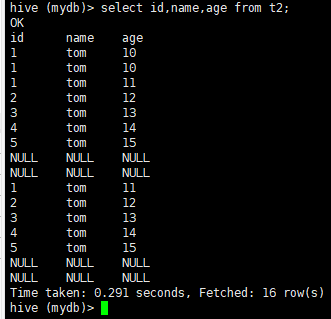 hive (mydb)> select id,name,age from t2;
OK
id name age
1 tom 10
1 tom 10
1 tom 11
2 tom 12
3 tom 13
4 tom 14
5 tom 15
NULL NULL NULL
NULL NULL NULL
1 tom 11
2 tom 12
3 tom 13
4 tom 14
5 tom 15
NULL NULL NULL
NULL NULL NULL
Time taken: 0.291 seconds, Fetched: 16 row(s)
hive (mydb)>